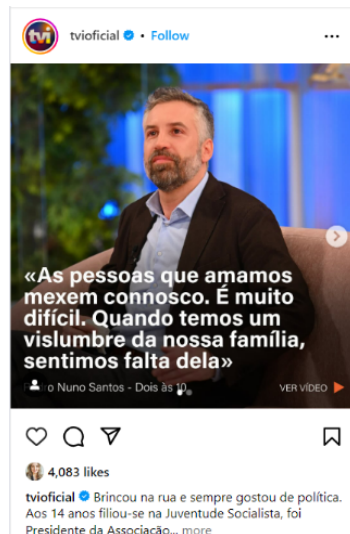 tvi
tvioficial • Follow
«As pessoas que amamos
mexem connosco. É muito
difícil. Quando temos um
vislumbre da nossa família,
sentimos falta dela»
Nuno Santos - Dois às 10
VER VÍDEO
4,083 likes
tvioficial Brincou na rua e sempre gostou de política.
Aos 14 anos filiou-se na Juventude Socialista, foi
Presidente da Associação... more